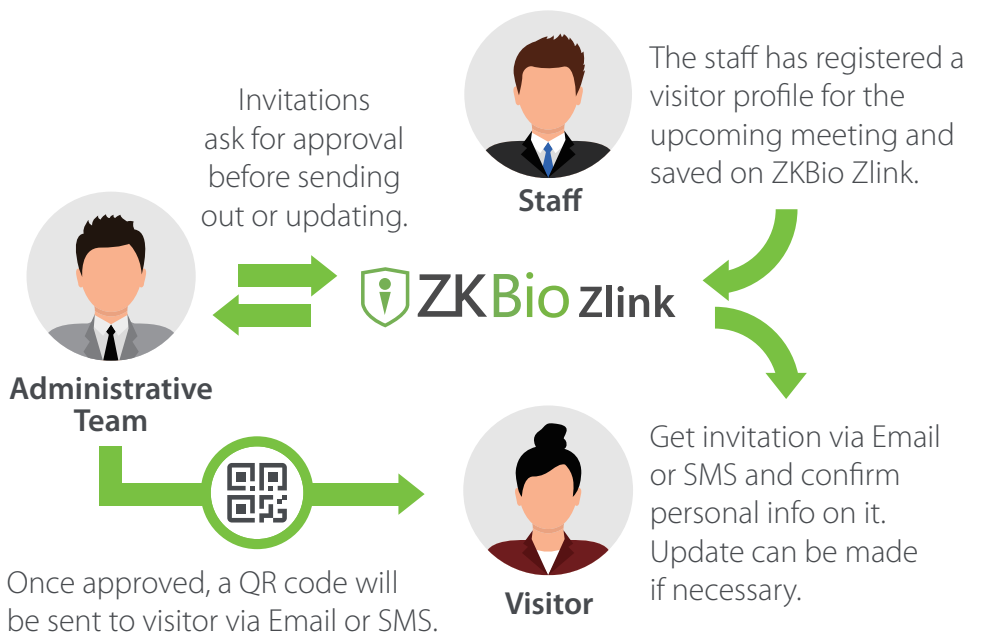 Invitations
ask for approval
before sending
out or updating.
Staff
The staff has registered a
visitor profile for the
upcoming meeting and
saved on ZKBio Zlink.
ZKBio Zlink
Administrative
Team
Once approved, a QR code will
be sent to visitor via Email or SMS.
Visitor
Get invitation via Email
or SMS and confirm
personal info on it.
Update can be made
if necessary.